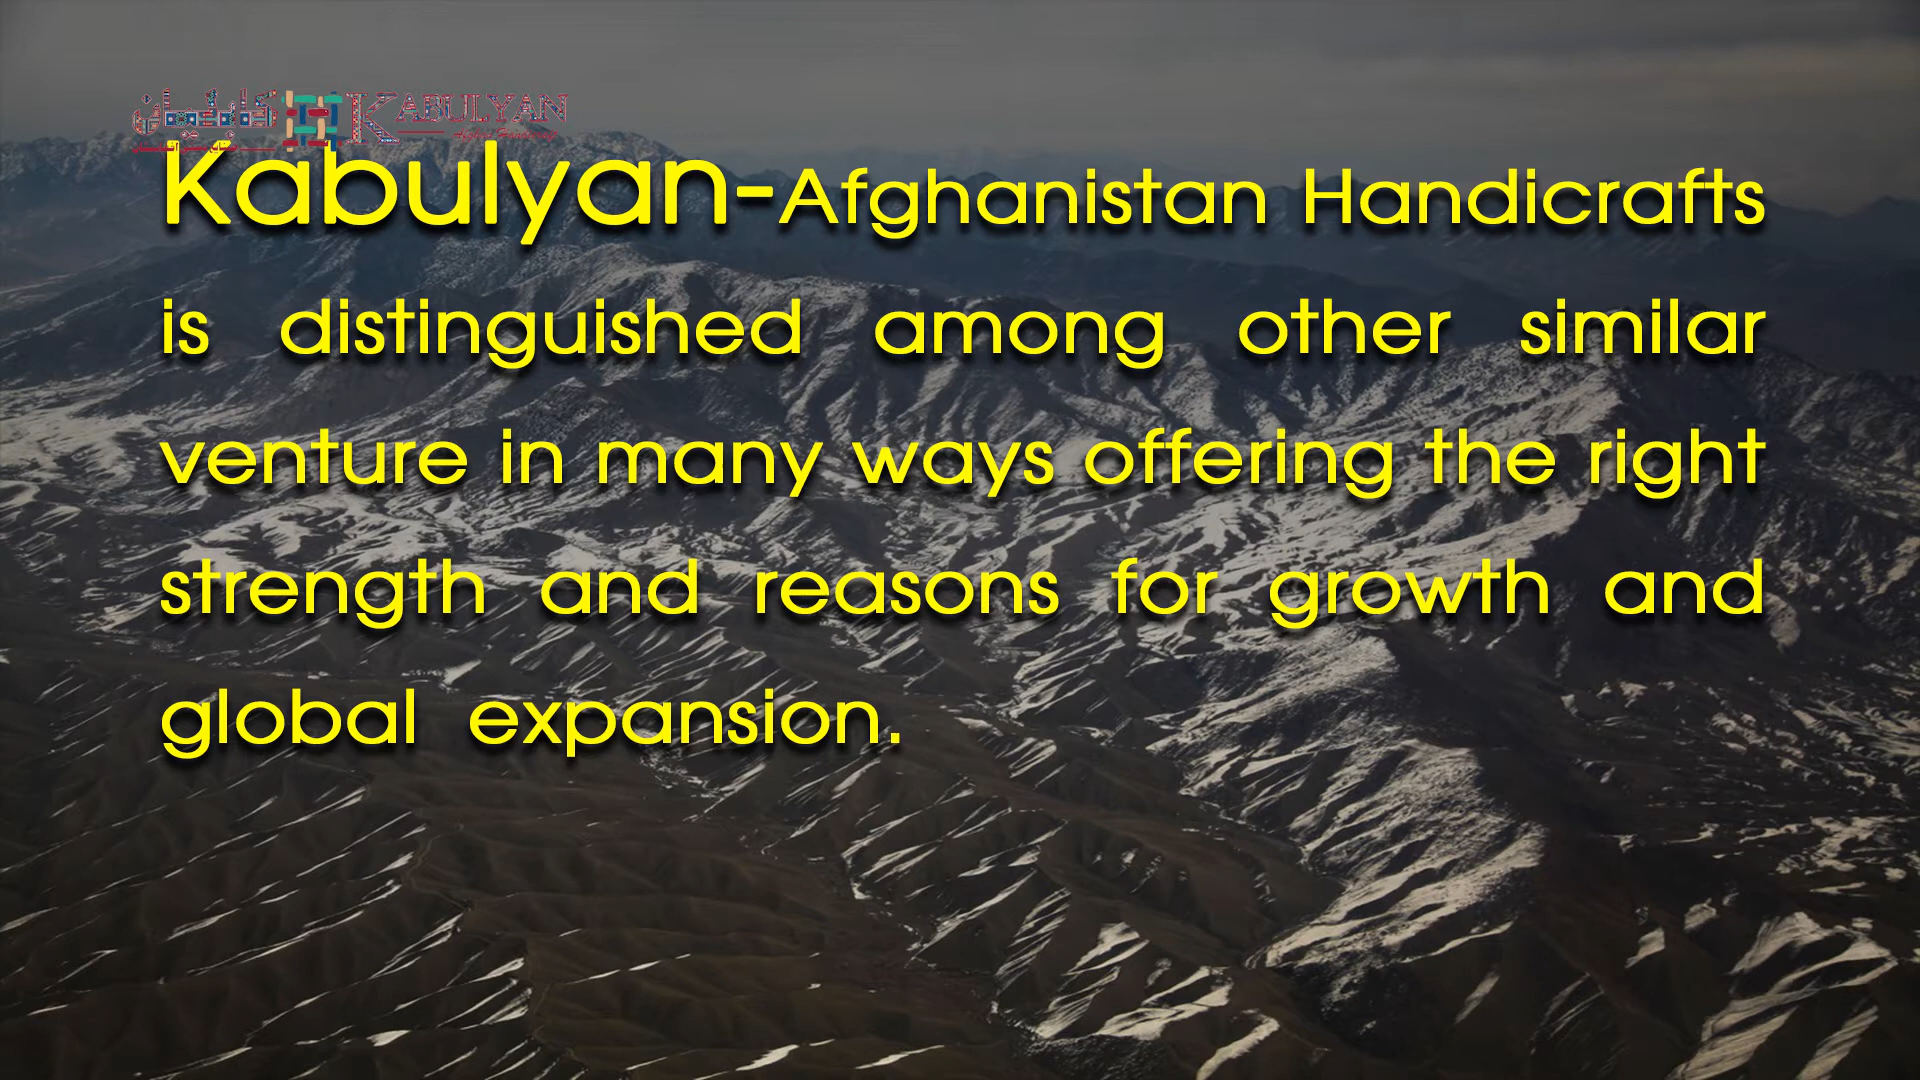 کابلیان KABULYAN
Kabulyan-Afghanistan Handicrafts
is distinguished among other similar
venture in many ways offering the right
strength and reasons for growth and
global expansion.